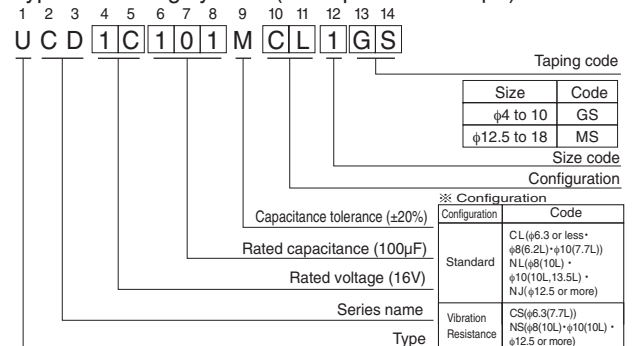 1 2 3 4 5 6 7 8 9 10 11 12 13 14
U C D 1 C 1 0 1 M C L 1 G S
Taping code
Size Code
ϕ4 to 10 GS
ϕ12.5 to 18 MS
Size code
Configuration
※ Configuration
Configuration Code
Standard
CL(ϕ6.3 or less・
ϕ8(6.2L)・ϕ10(7.7L))
NL(ϕ8(10L)・
ϕ10(10L,13.5L)・
NJ(ϕ12.5 or more)
Vibration
Resistance
CS(ϕ6.3(7.7L))
NS(ϕ8(10L)・ϕ10(10L)・
ϕ12.5 or more)
Capacitance tolerance (±20%)
Rated capacitance (100µF)
Rated voltage (16V)
Series name
Type